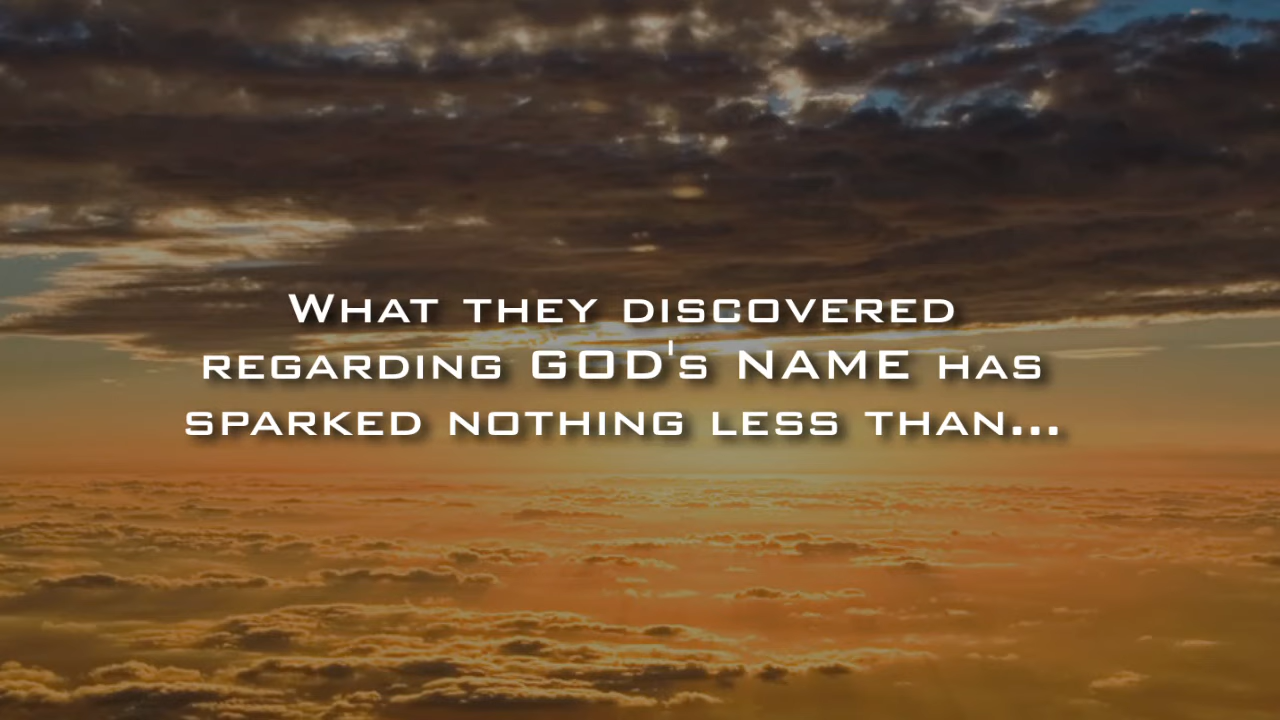 What they discovered
regarding GOD's NAME has
sparked nothing less than...